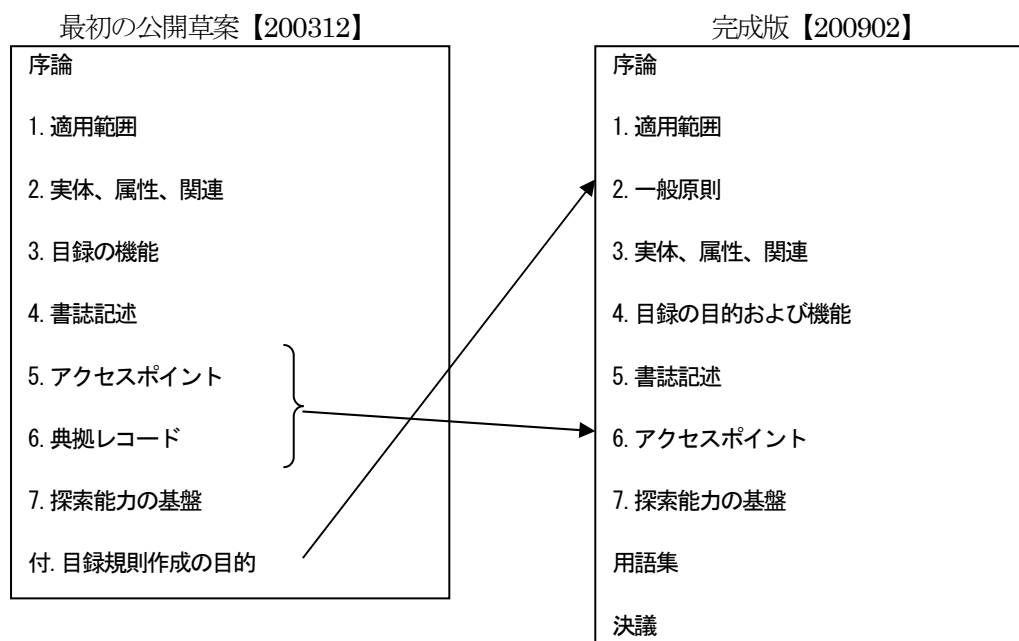 最初の公開草案【200312】
序論
1. 適用範囲
2. 実体、属性、関連
3. 目録の機能
4. 書誌記述
5. アクセスポイント
6. 典拠レコード
7. 探索能力の基盤
付. 目録規則作成の目的
完成版【200902】
序論
1. 適用範囲
2. 一般原則
3. 実体、属性、関連
4. 目録の目的および機能
5. 書誌記述
6. アクセスポイント
7. 探索能力の基盤
用語集
決議